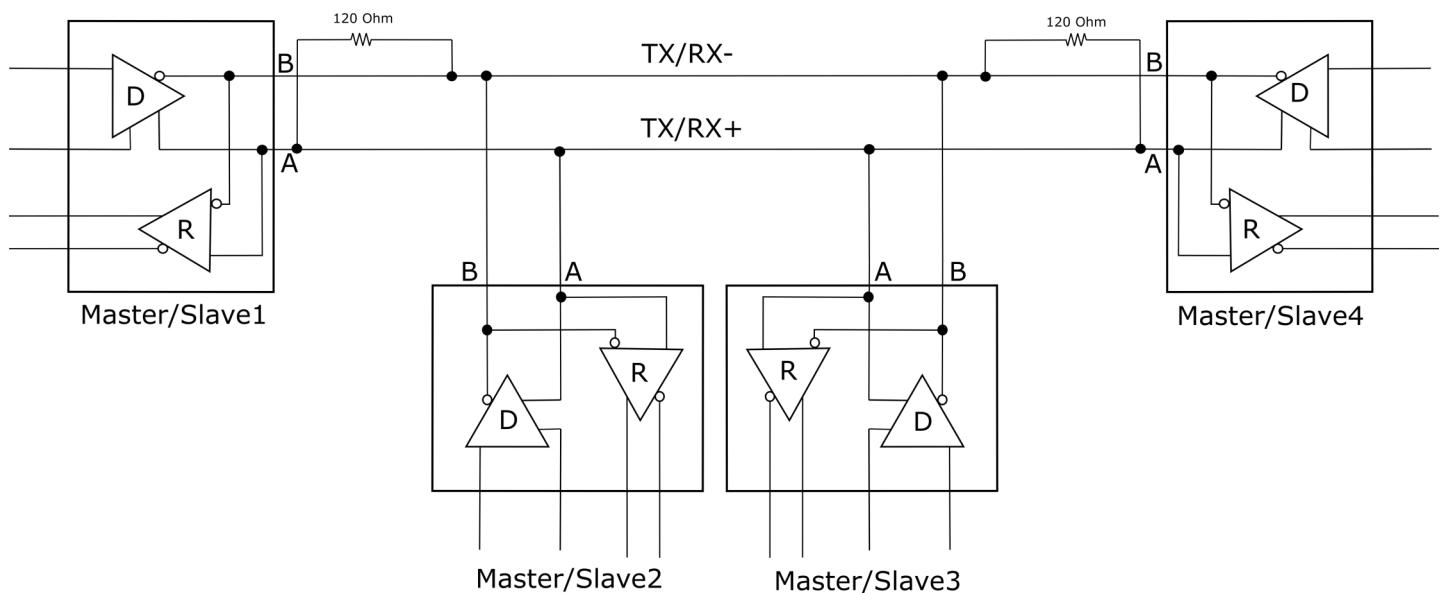 120 Ohm
120 Ohm
TX/RX-
B
B
D
D
TX/RX+
A
A
R
R
B
A
A
B
Master/Slave1
Master/Slave4
R
R
D
D
Master/Slave2
Master/Slave3